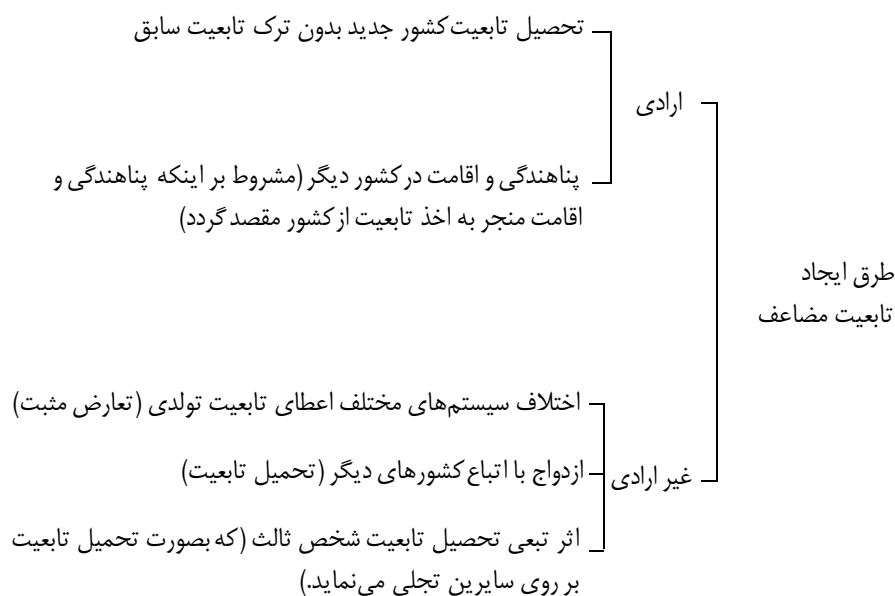 تحصیل تابعیت کشور جدید بدون ترک تابعیت سابق
ارادی
پناهندگی و اقامت در کشور دیگر (مشروط بر اینکه پناهندگی و
اقامت منجر به اخذ تابعیت از کشور مقصد گردد)
طرق ایجاد
تابعیت مضاعف
اختلاف سیستم‌های مختلف اعطای تابعیت تولدی (تعارض مثبت)
غیر ارادی
ازدواج با اتباع کشورهای دیگر (تحمیل تابعیت)
اثر تبعی تحصیل تابعیت شخص ثالث (که بصورت تحمیل تابعیت
بر روی سایرین تجلی می‌نماید.)